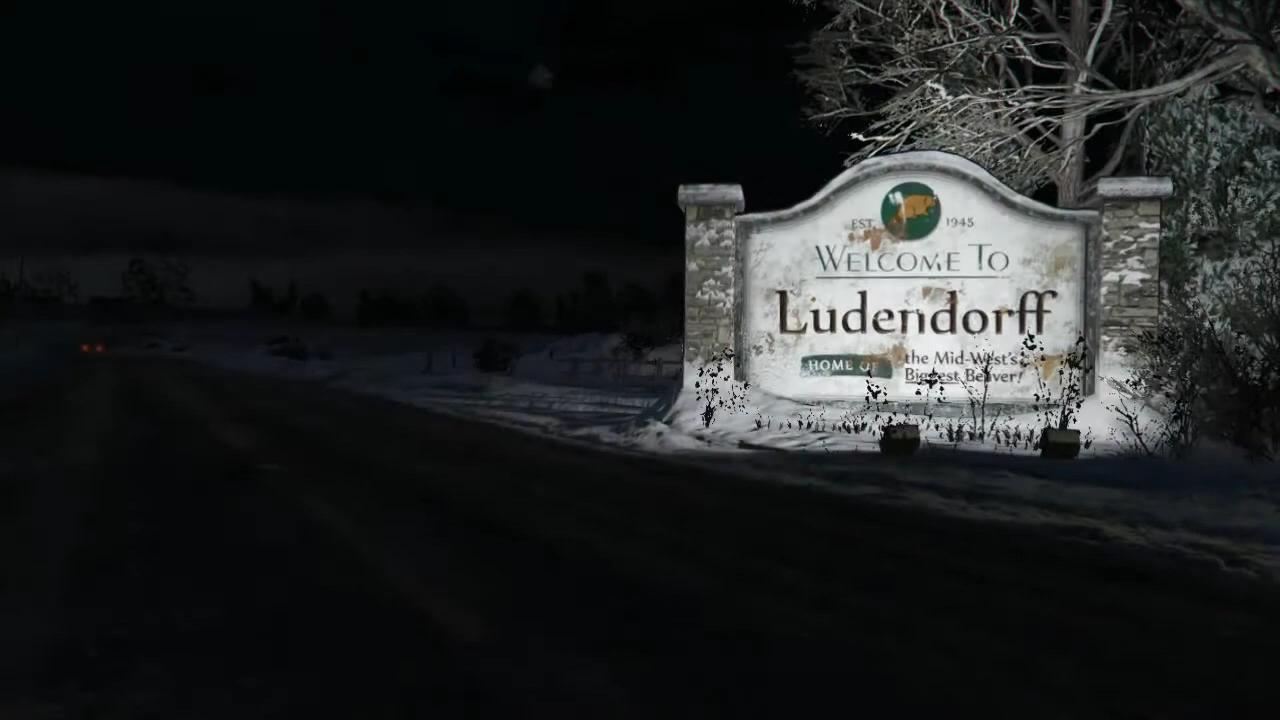 EST. 1945
WELCOME TO
Ludendorff
HOME OF the Mid-West's
Biggest Beaver!